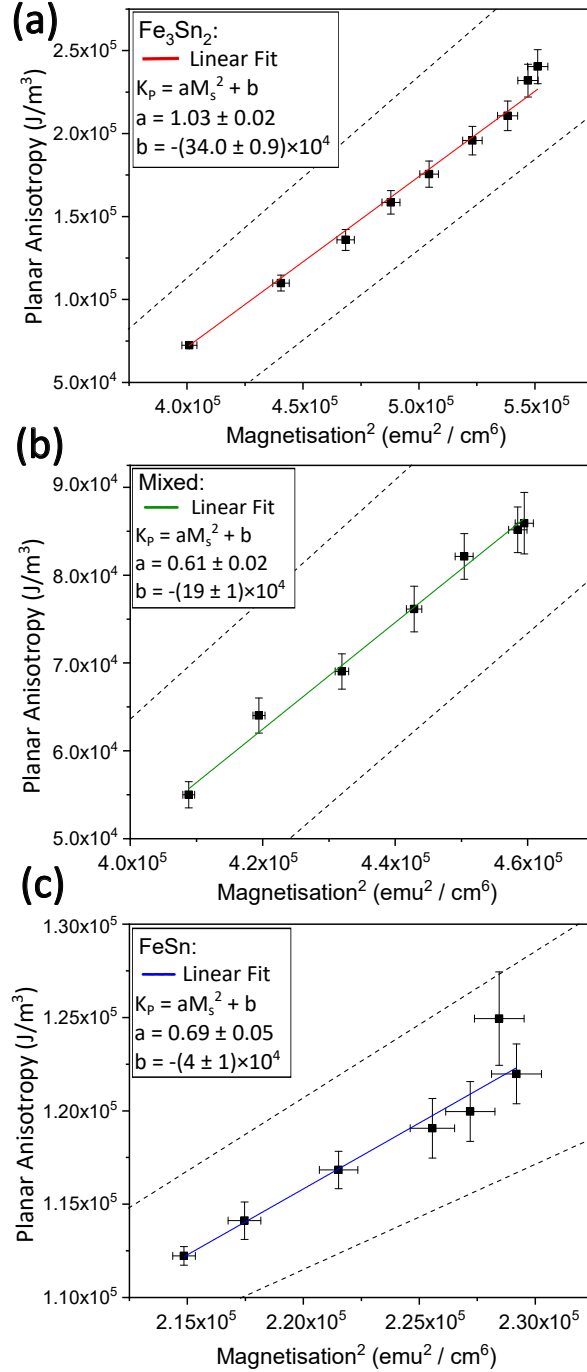 (a)
Fe₃Sn₂:
Linear Fit
Kₚ = aMₛ² + b
a = 1.03 ± 0.02
b = -(34.0 ± 0.9)×10⁴
2.5x10⁵
2.0x10⁵
1.5x10⁵
1.0x10⁵
5.0x10⁴
Planar Anisotropy (J/m³)
4.0x10⁵ 4.5x10⁵ 5.0x10⁵ 5.5x10⁵
Magnetisation² (emu² / cm⁶)
(b)
Mixed:
Linear Fit
Kₚ = aMₛ² + b
a = 0.61 ± 0.02
b = -(19 ± 1)×10⁴
9.0x10⁴
8.0x10⁴
7.0x10⁴
6.0x10⁴
5.0x10⁴
Planar Anisotropy (J/m³)
4.0x10⁵ 4.2x10⁵ 4.4x10⁵ 4.6x10⁵
Magnetisation² (emu² / cm⁶)
(c)
FeSn:
Linear Fit
Kₚ = aMₛ² + b
a = 0.69 ± 0.05
b = -(4 ± 1)×10⁴
1.30x10⁵
1.25x10⁵
1.20x10⁵
1.15x10⁵
1.10x10⁵
Planar Anisotropy (J/m³)
2.15x10⁵ 2.20x10⁵ 2.25x10⁵ 2.30x10⁵
Magnetisation² (emu² / cm⁶)